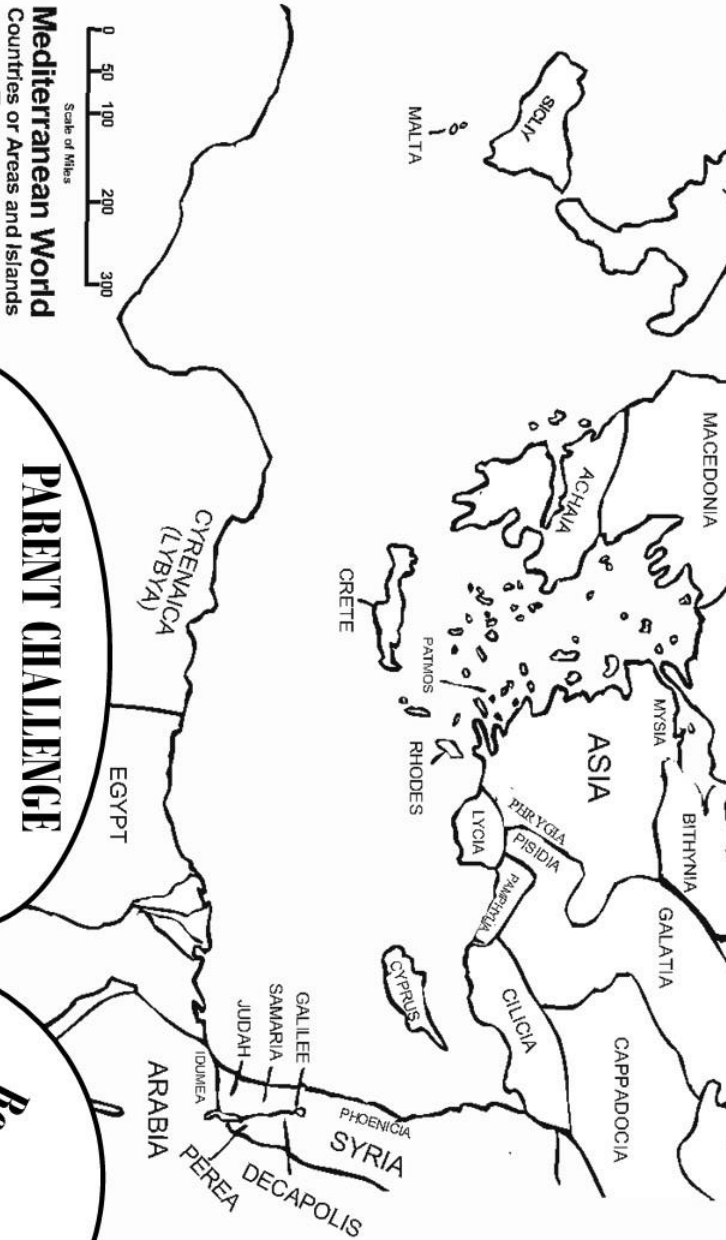 MACEDONIA
MYSIA
BITHYNIA
GALATIA
CAPPADOCIA
SICLIY
MALTA
ACHAIA
ASIA
PHRYGIA
PISIDIA
LYCIA
PAMPHYLIA
CILICIA
PATMOS
RHODES
CRETE
CYPRUS
PHOENICIA
SYRIA
GALILEE
SAMARIA
JUDAH
DECAPOLIS
PEREA
IDUMEA
CYRENAICA
(LYBYA)
EGYPT
ARABIA
Scale of Miles
0 50 100 200 300
Mediterranean World
Countries or Areas and Islands
PARENT CHALLENGE